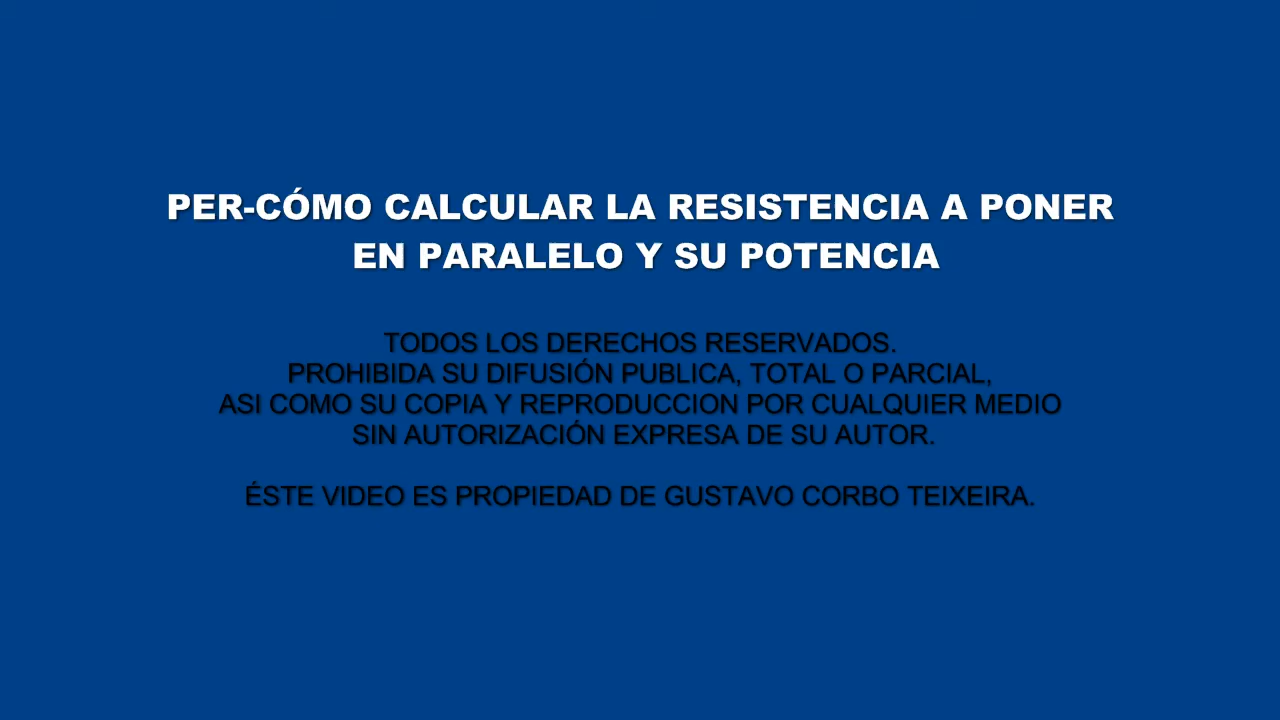 PER-CÓMO CALCULAR LA RESISTENCIA A PONER
EN PARALELO Y SU POTENCIA
TODOS LOS DERECHOS RESERVADOS.
PROHIBIDA SU DIFUSIÓN PUBLICA, TOTAL O PARCIAL,
ASI COMO SU COPIA Y REPRODUCCION POR CUALQUIER MEDIO
SIN AUTORIZACIÓN EXPRESA DE SU AUTOR.
ÉSTE VIDEO ES PROPIEDAD DE GUSTAVO CORBO TEIXEIRA.